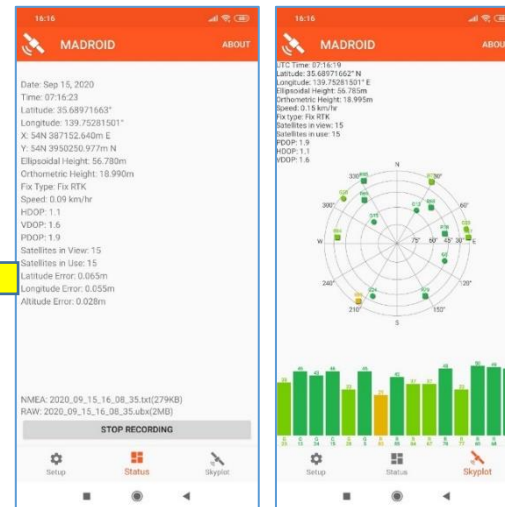 16:16
MADROID
ABOUT
Date: Sep 15, 2020
Time: 07:16:23
Latitude: 35.68971663°
Longitude: 139.75281501°
X: 54N 387152.640m E
Y: 54N 3950250.977m N
Ellipsoidal Height: 56.780m
Orthometric Height: 18.990m
Fix Type: Fix RTK
Speed: 0.09 km/hr
HDOP: 1.1
VDOP: 1.6
PDOP: 1.9
Satellites in View: 15
Satellites in Use: 15
Latitude Error: 0.065m
Longitude Error: 0.055m
Altitude Error: 0.028m
NMEA: 2020_09_15_16_08_35.txt(279KB)
RAW: 2020_09_15_16_08_35.ubx(2MB)
STOP RECORDING
Setup
Status
Skyplot
16:16
MADROID
ABOU
UTC Time: 07:16:19
Latitude: 35.68971662° N
Longitude: 139.75281501° E
Ellipsoidal Height: 56.785m
Orthometric Height: 18.995m
Speed: 0.15 km/hr
Fix type: Fix RTK
Satellites in view: 15
Satellites in use: 15
PDOP: 1.9
HDOP: 1.1
VDOP: 1.6
N
330°
30°
300°
60°
W
75°
60°
45°
30°
E
240°
120°
210°
150°
S
Setup
Status
Skyplot